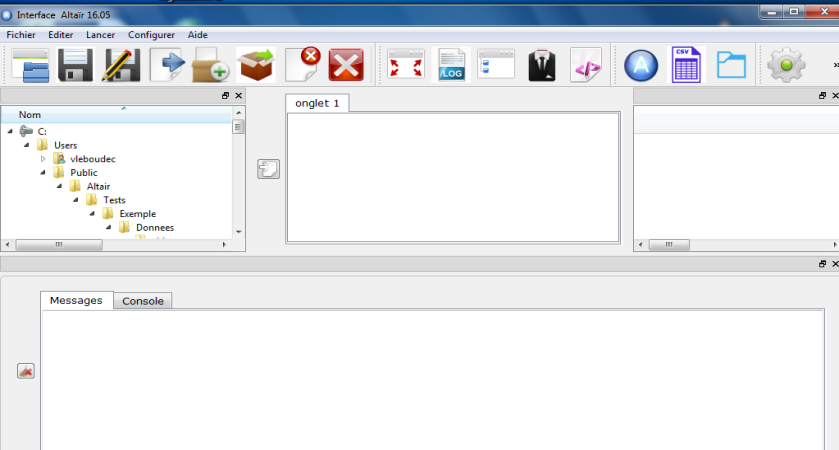 Interface Altaïr 16.05
Fichier Editer Lancer Configurer Aide
LOG
A
CSV
»
onglet 1
Nom
C:
Users
vleboudec
Public
Altair
Tests
Exemple
Donnees
Messages Console